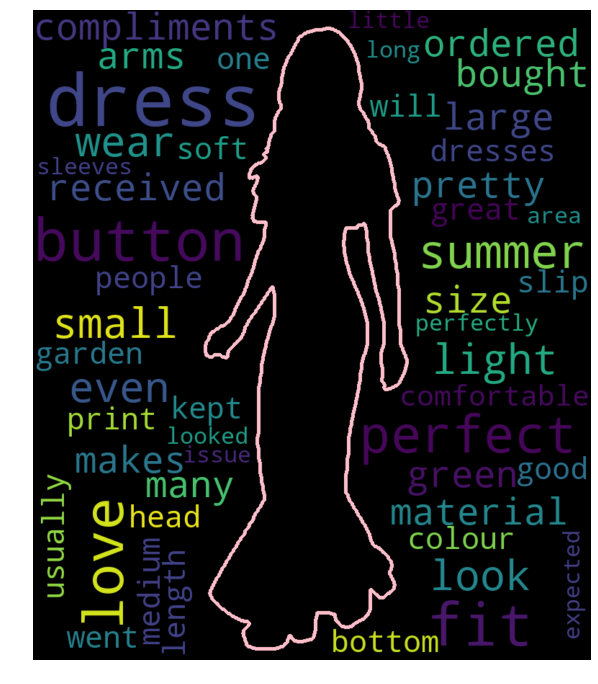 compliments
little
arms
one
long
ordered
dress
bought
will
large
wear
soft
dresses
sleeves
received
pretty
great
area
button
summer
people
slip
small
size
perfectly
garden
light
even
comfortable
print
kept
looked
perfect
makes
issue
green
good
many
usually
love
head
material
colour
medium
length
look
expected
went
bottom
fit